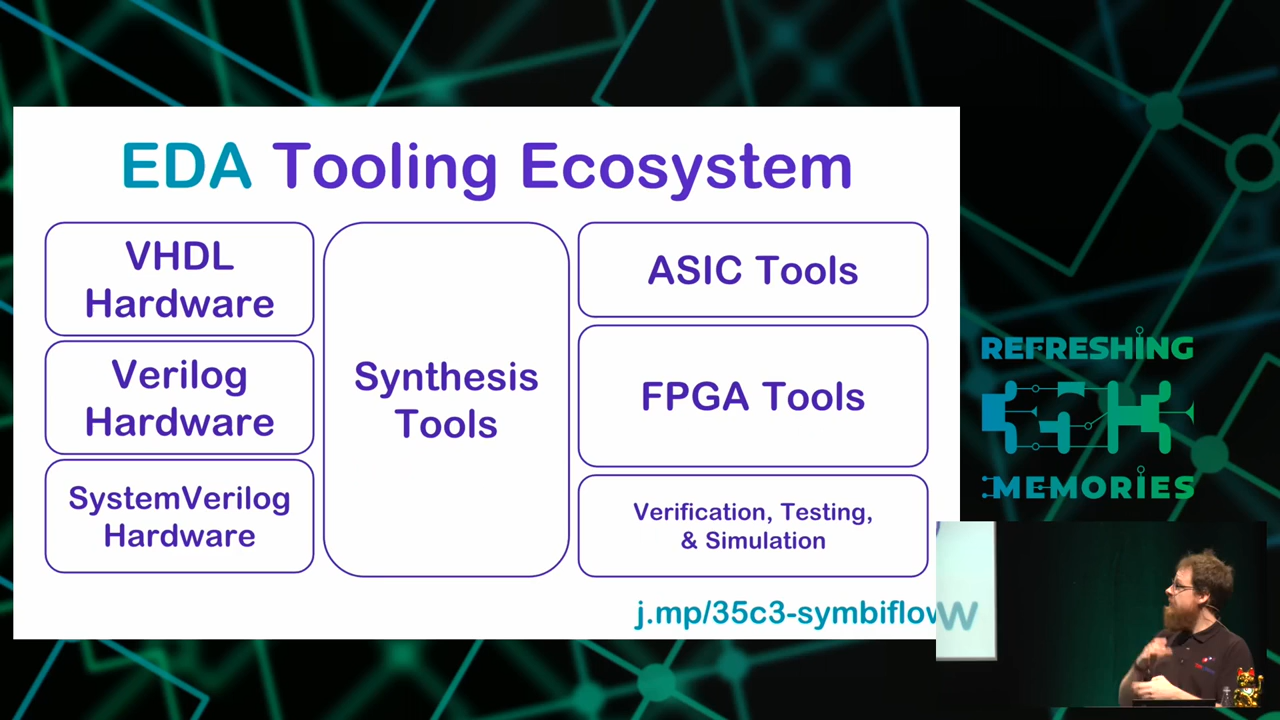 EDA Tooling Ecosystem
VHDL
Hardware
Verilog
Hardware
SystemVerilog
Hardware
Synthesis
Tools
ASIC Tools
FPGA Tools
Verification, Testing,
& Simulation
j.mp/35c3-symbiflow
REFRESHING
35C3
MEMORIES